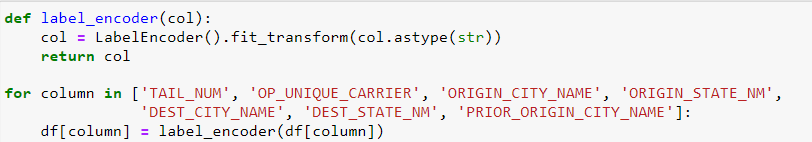 def label_encoder(col):
    col = LabelEncoder().fit_transform(col.astype(str))
    return col
for column in ['TAIL_NUM', 'OP_UNIQUE_CARRIER', 'ORIGIN_CITY_NAME', 'ORIGIN_STATE_NM',
               'DEST_CITY_NAME', 'DEST_STATE_NM', 'PRIOR_ORIGIN_CITY_NAME']:
    df[column] = label_encoder(df[column])